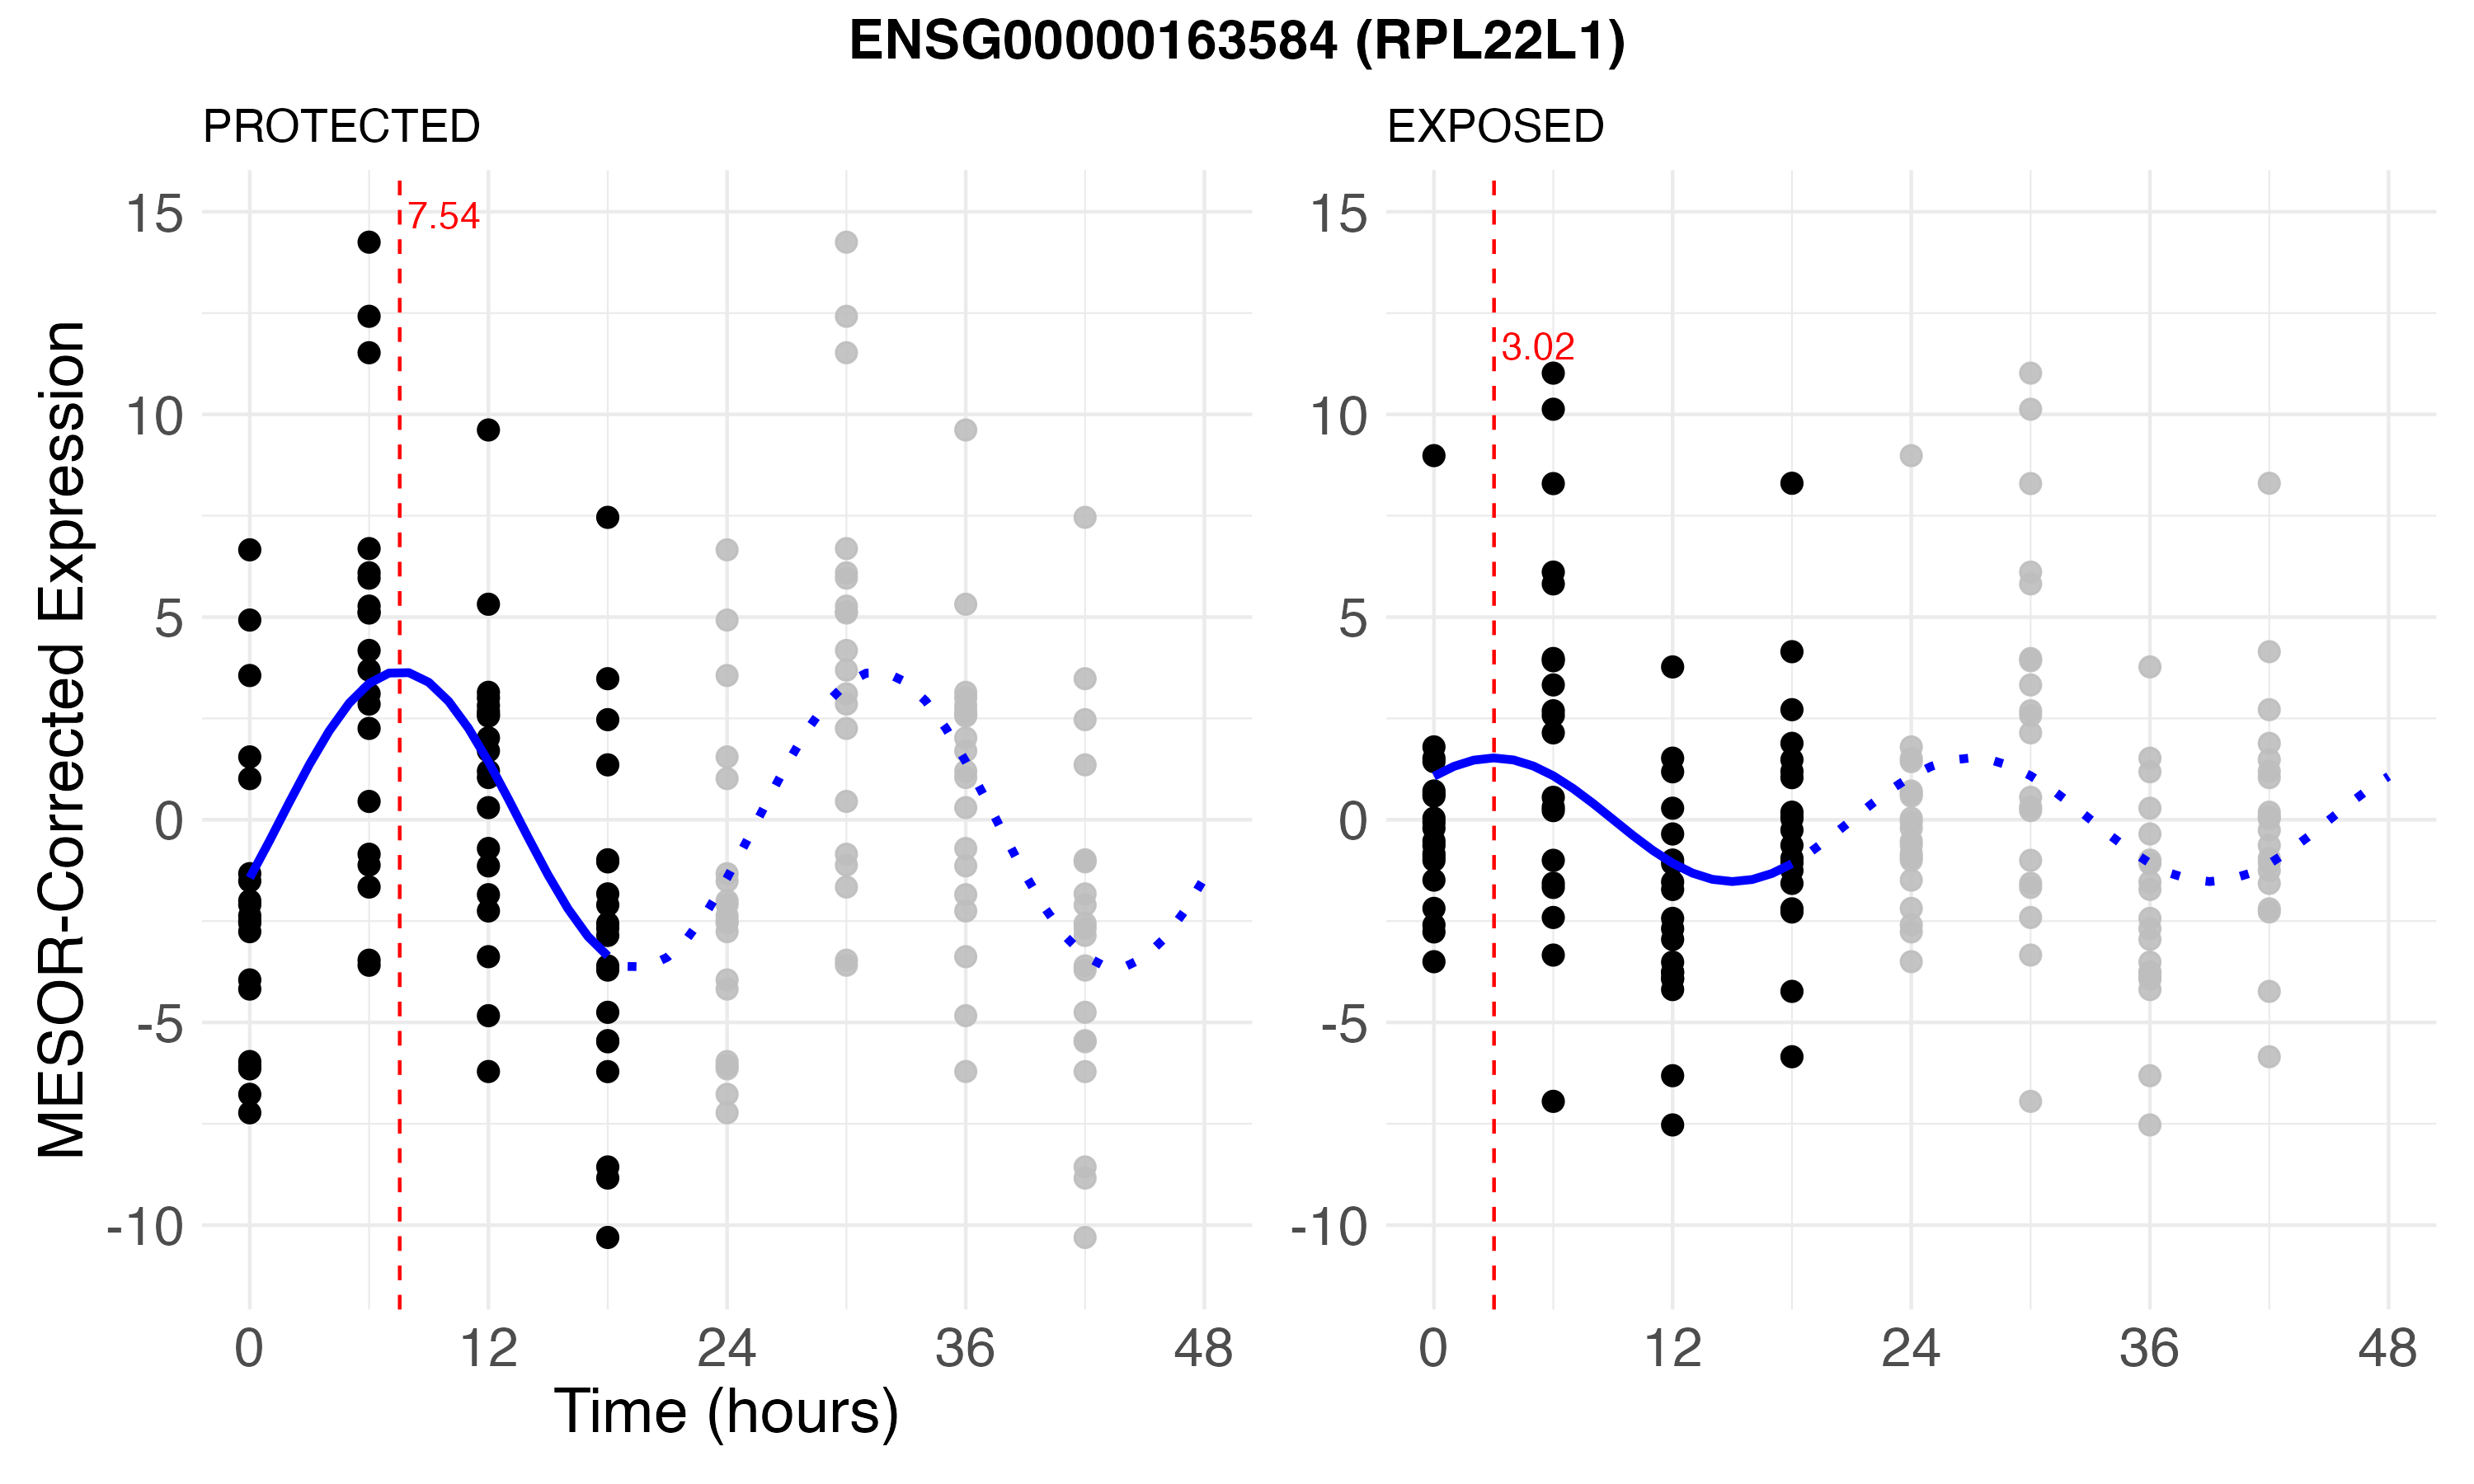 ENSG00000163584 (RPL22L1)
PROTECTED
EXPOSED
MESOR-Corrected Expression
15
10
5
0
-5
-10
7.54
0 12 24 36 48
15
10
5
0
-5
-10
3.02
0 12 24 36 48
Time (hours)